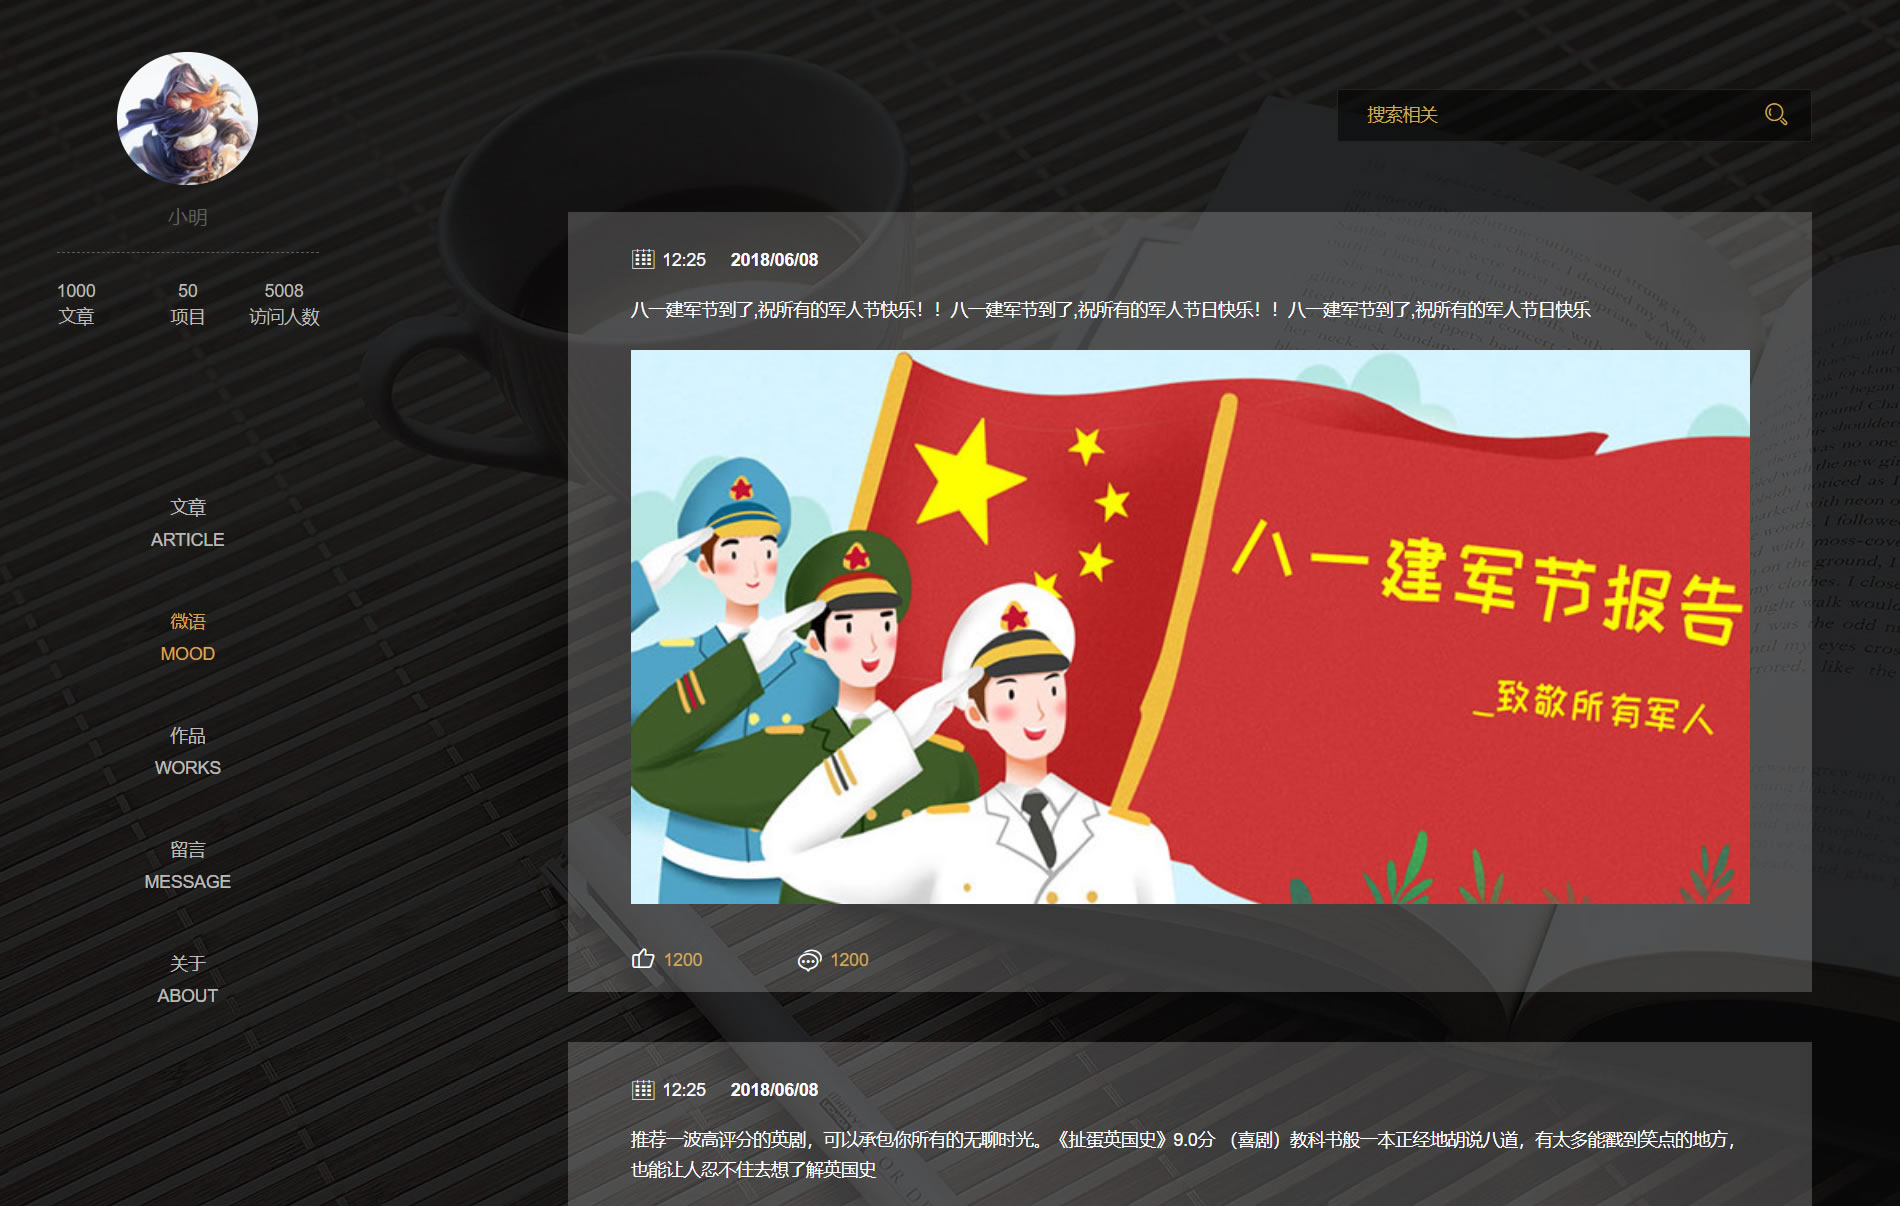 小明
1000
文章
50
项目
5008
访问人数
文章
ARTICLE
微语
MOOD
作品
WORKS
留言
MESSAGE
关于
ABOUT
搜索相关
12:25 2018/06/08
八一建军节到了,祝所有的军人节快乐！！八一建军节到了,祝所有的军人节日快乐！！八一建军节到了,祝所有的军人节日快乐
八一建军节报告
_致敬所有军人
1200 1200
12:25 2018/06/08
推荐一波高评分的英剧，可以承包你所有的无聊时光。《扯蛋英国史》9.0分 （喜剧）教科书般一本正经地胡说八道，有太多能戳到笑点的地方，
也能让人忍不住去想了解英国史